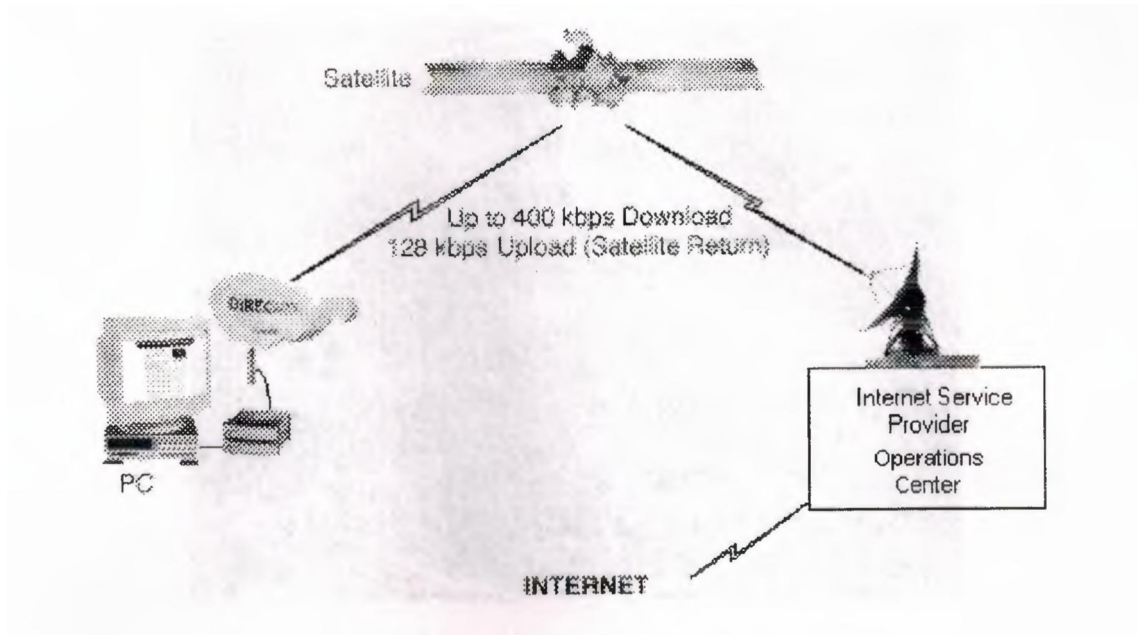 Satellite
Up to 400 kbps Download
128 kbps Upload (Satellite Return)
PC
Internet Service
Provider
Operations
Center
INTERNET